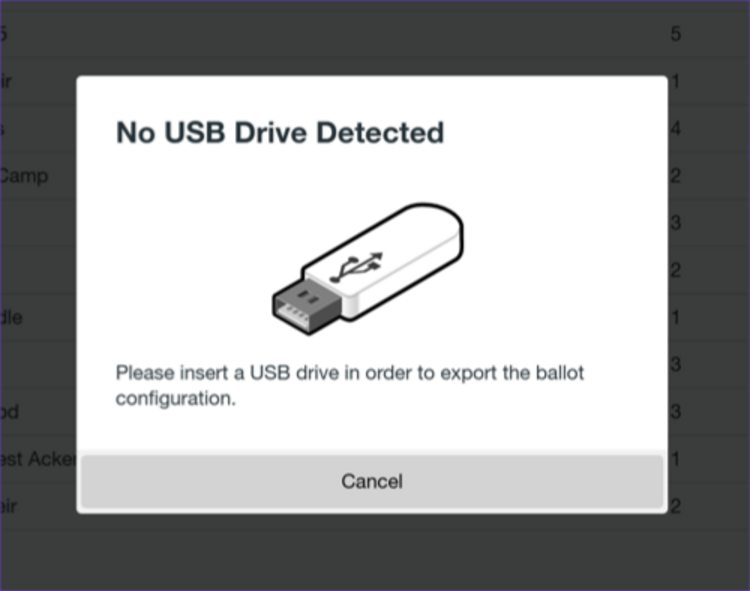 5 5
ir 1
s 4
Camp 2
3
2
dle 1
3
od 3
est Acker 1
eir 2
No USB Drive Detected
Please insert a USB drive in order to export the ballot
configuration.
Cancel